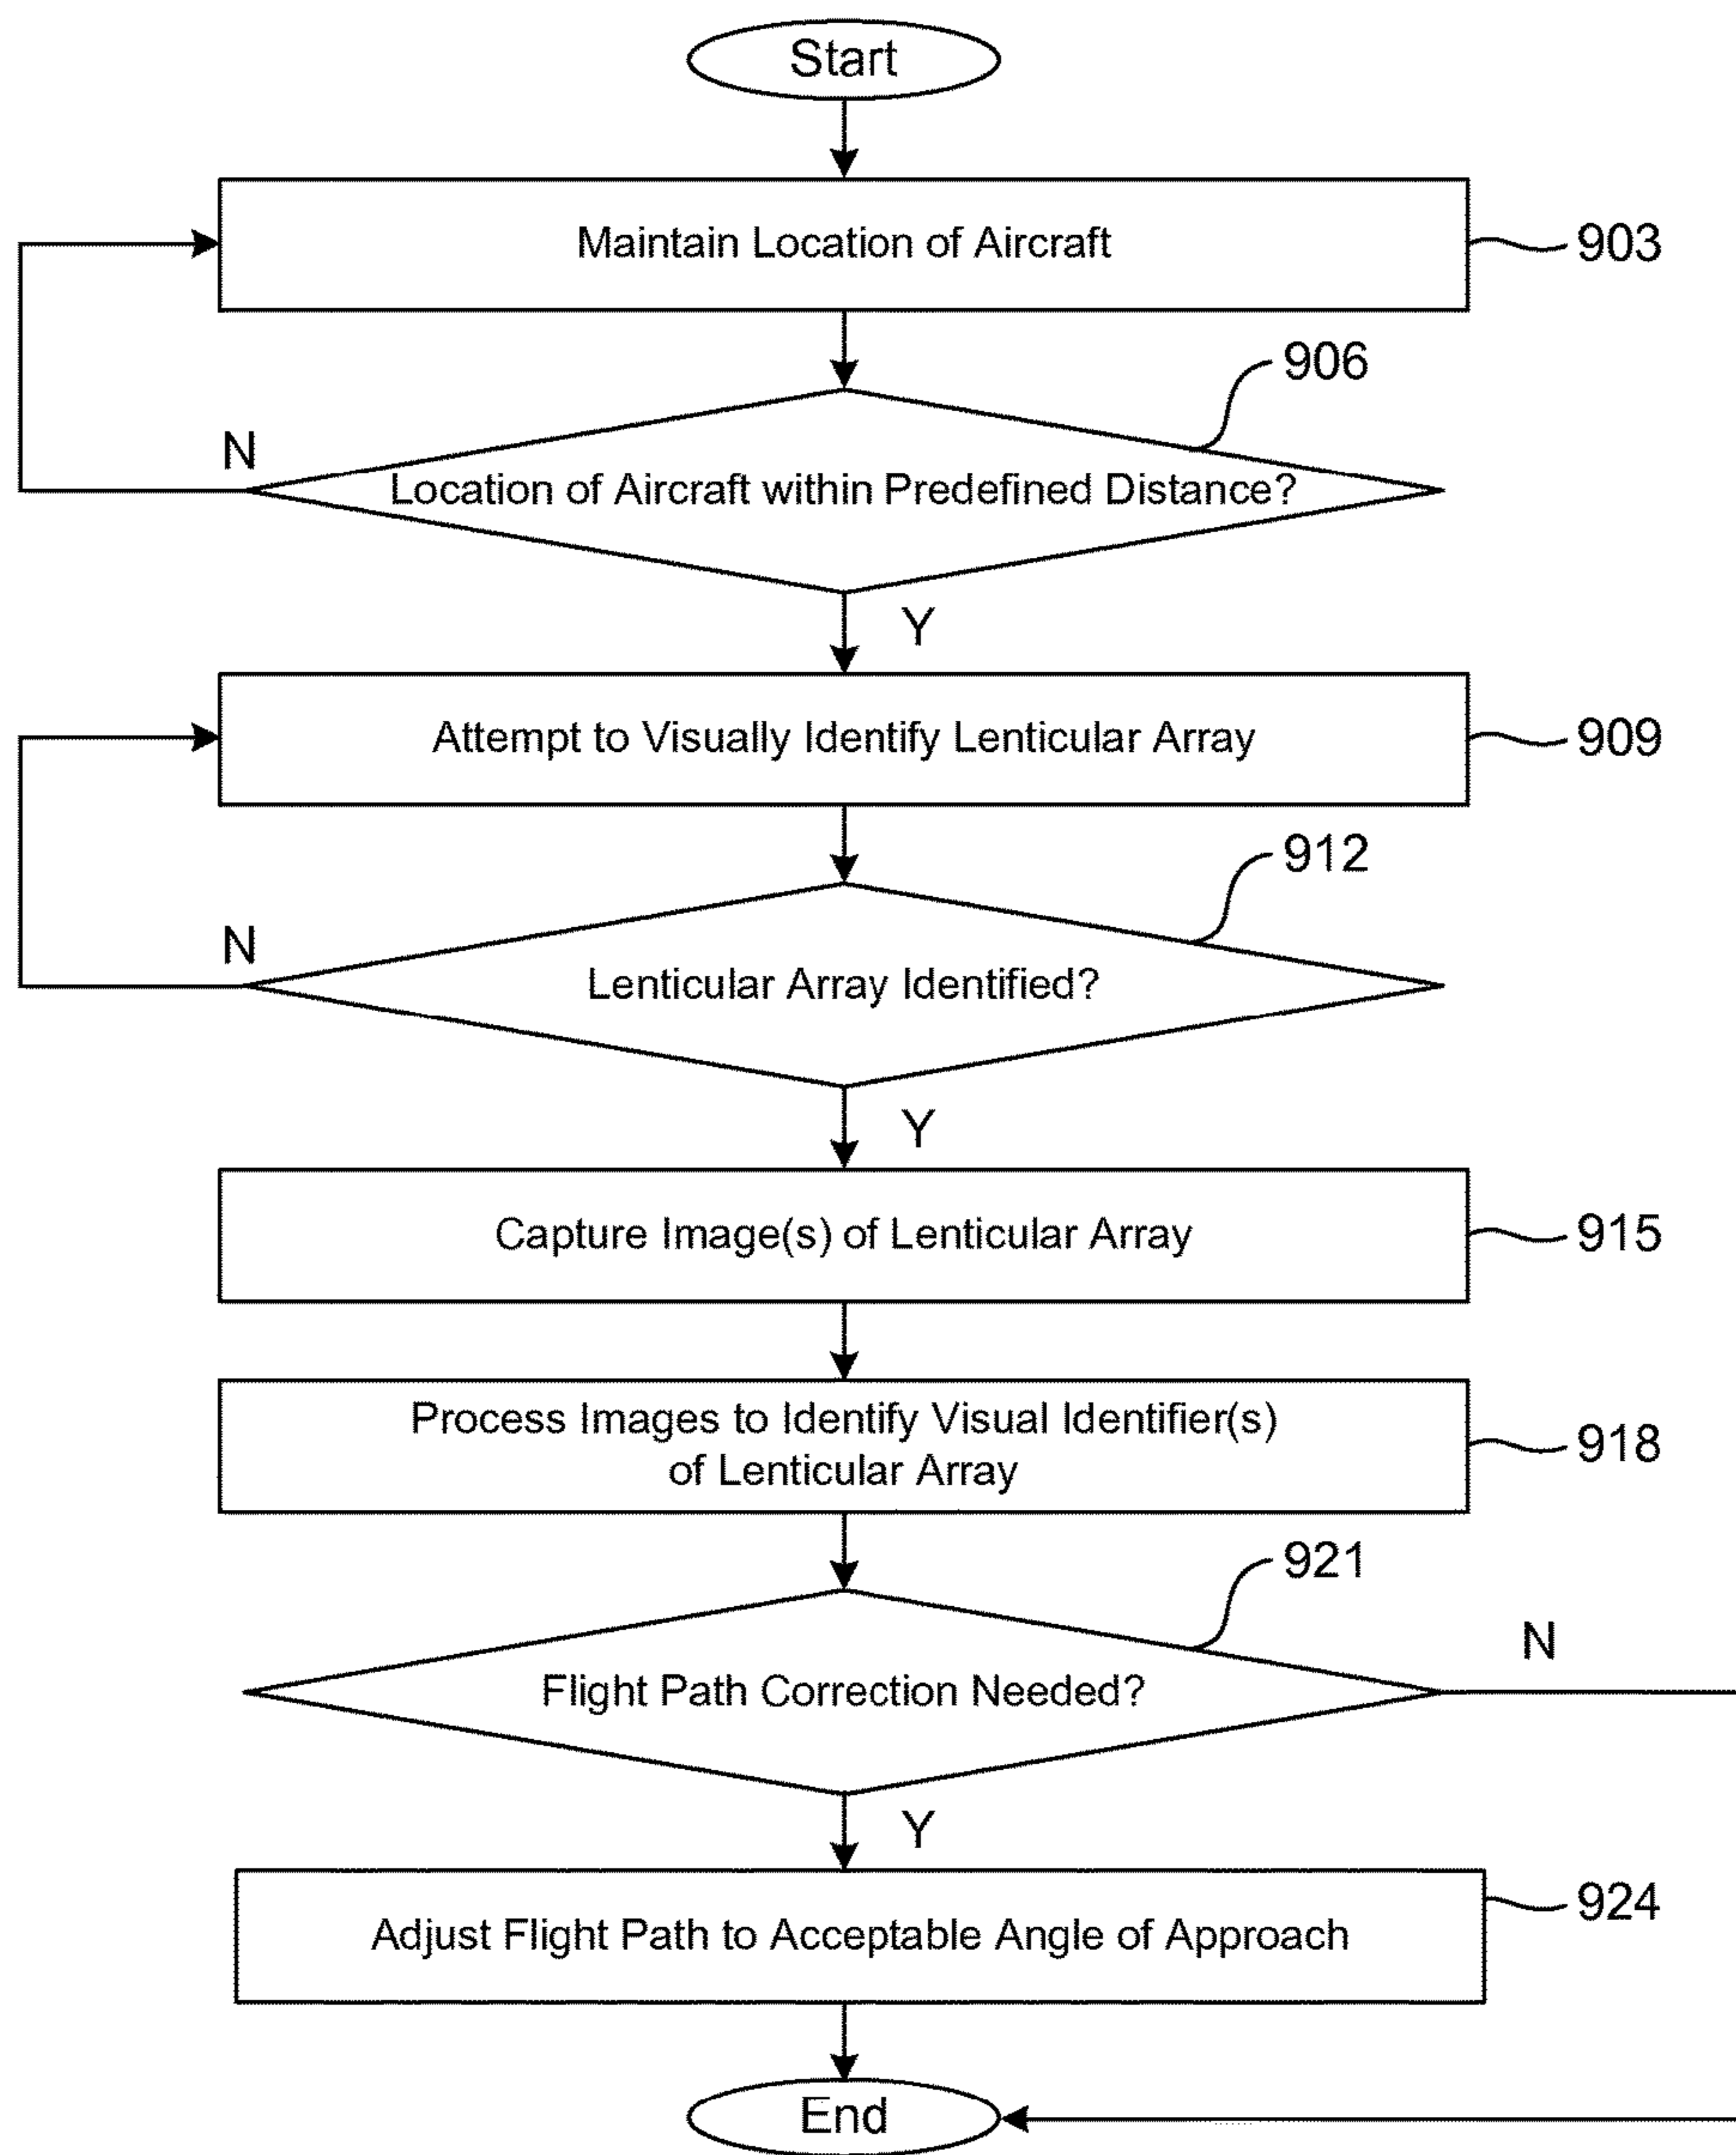 Start
Maintain Location of Aircraft
903
906
N
Location of Aircraft within Predefined Distance?
Y
Attempt to Visually Identify Lenticular Array
909
912
N
Lenticular Array Identified?
Y
Capture Image(s) of Lenticular Array
915
Process Images to Identify Visual Identifier(s)
of Lenticular Array
918
921
N
Flight Path Correction Needed?
Y
Adjust Flight Path to Acceptable Angle of Approach
924
End